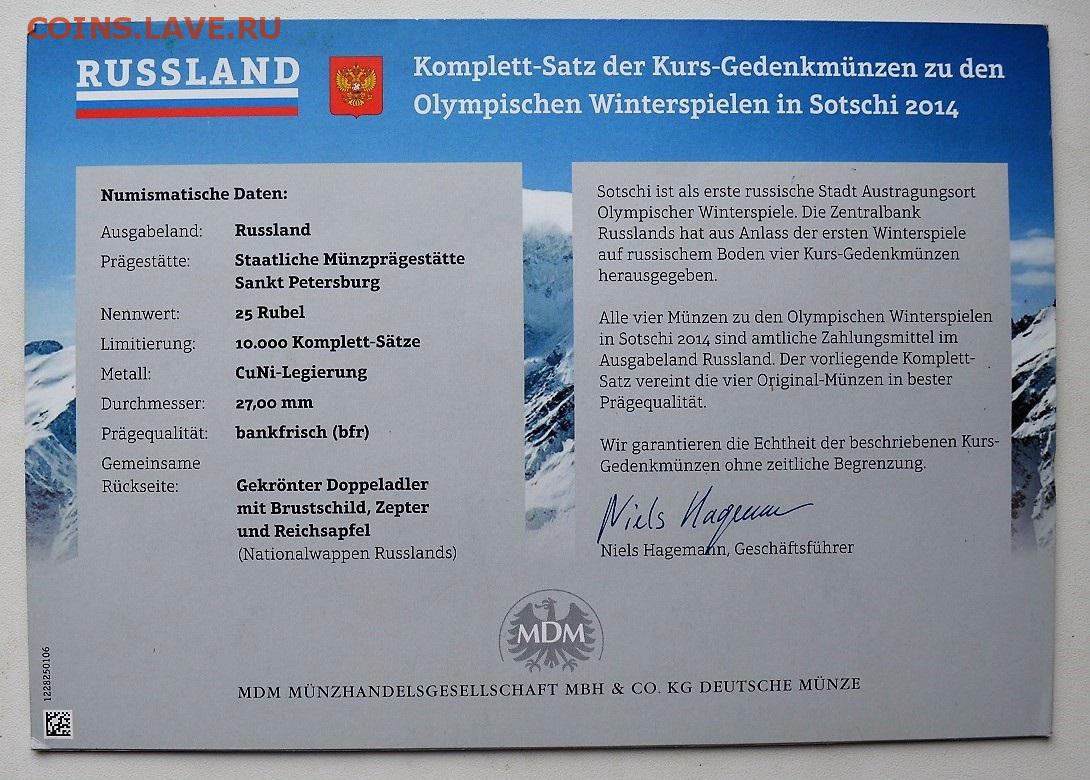 COINS.LAVE.RU
RUSSLAND
Komplett-Satz der Kurs-Gedenkmünzen zu den
Olympischen Winterspielen in Sotschi 2014
Numismatische Daten:
Ausgabeland: Russland
Prägestätte: Staatliche Münzprägestätte
Sankt Petersburg
Nennwert: 25 Rubel
Limitierung: 10.000 Komplett-Sätze
Metall: CuNi-Legierung
Durchmesser: 27,00 mm
Prägequalität: bankfrisch (bfr)
Gemeinsame
Rückseite: Gekrönter Doppeladler
mit Brustschild, Zepter
und Reichsapfel
(Nationalwappen Russlands)
Sotschi ist als erste russische Stadt Austragungsort
Olympischer Winterspiele. Die Zentralbank
Russlands hat aus Anlass der ersten Winterspiele
auf russischem Boden vier Kurs-Gedenkmünzen
herausgegeben.
Alle vier Münzen zu den Olympischen Winterspielen
in Sotschi 2014 sind amtliche Zahlungsmittel im
Ausgabeland Russland. Der vorliegende Komplett-
Satz vereint die vier Original-Münzen in bester
Prägequalität.
Wir garantieren die Echtheit der beschriebenen Kurs-
Gedenkmünzen ohne zeitliche Begrenzung.
Niels Hagemann
Niels Hagemann, Geschäftsführer
MDM
MDM MÜNZHANDELSGESELLSCHAFT MBH & CO. KG DEUTSCHE MÜNZE
1228250106